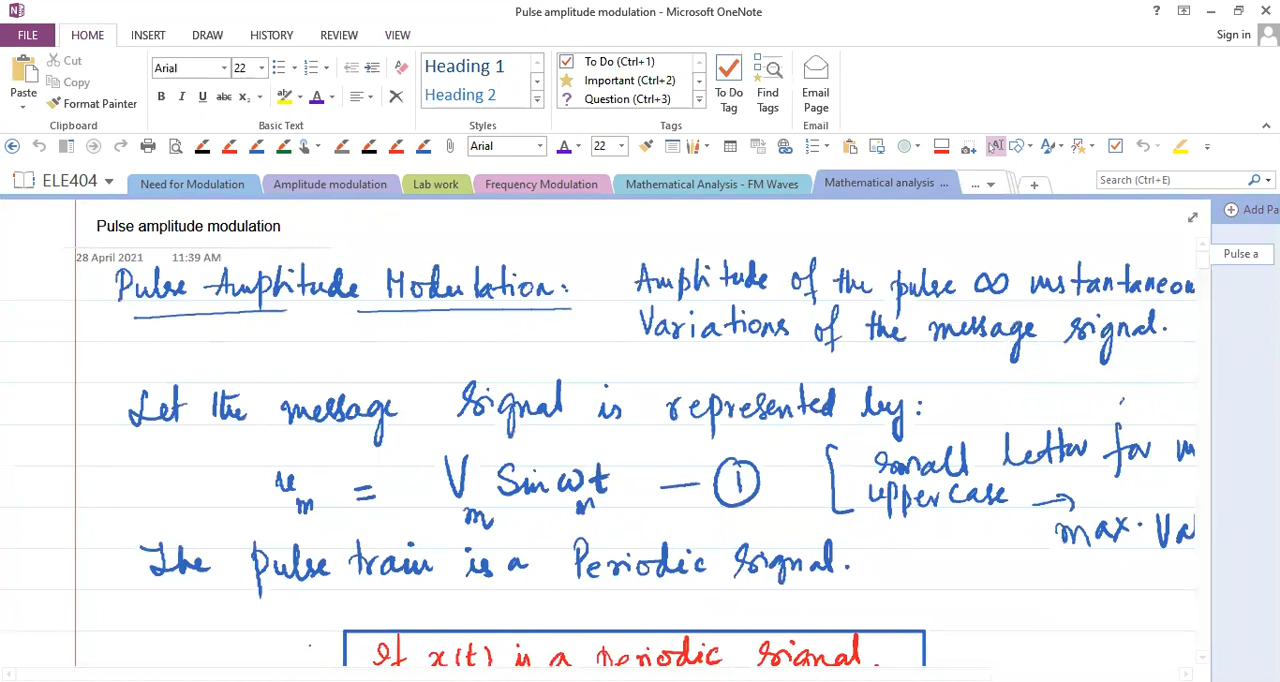 Pulse amplitude modulation - Microsoft OneNote
FILE HOME INSERT DRAW HISTORY REVIEW VIEW
Sign in
Paste
Cut
Copy
Format Painter
Clipboard
Arial 22
B I U abc x₂ A
Basic Text
Heading 1
Heading 2
Styles
To Do (Ctrl+1)
Important (Ctrl+2)
Question (Ctrl+3)
To Do Tag
Find Tags
Tags
Email Page
Email
Arial 22
ELE404
Need for Modulation
Amplitude modulation
Lab work
Frequency Modulation
Mathematical Analysis - FM Waves
Mathematical analysis ...
...
Search (Ctrl+E)
Pulse amplitude modulation
Add Pa
28 April 2021 11:39 AM
Pulse a
Pulse Amplitude Modulation:
Amplitude of the pulse ∞ instantaneou
Variations of the message signal.
Let the message signal is represented by:
= V_m Sin ω t — ①
small letter for
uppercase →
max. Va
The pulse train is a Periodic signal.
If x(t) is a periodic signal.